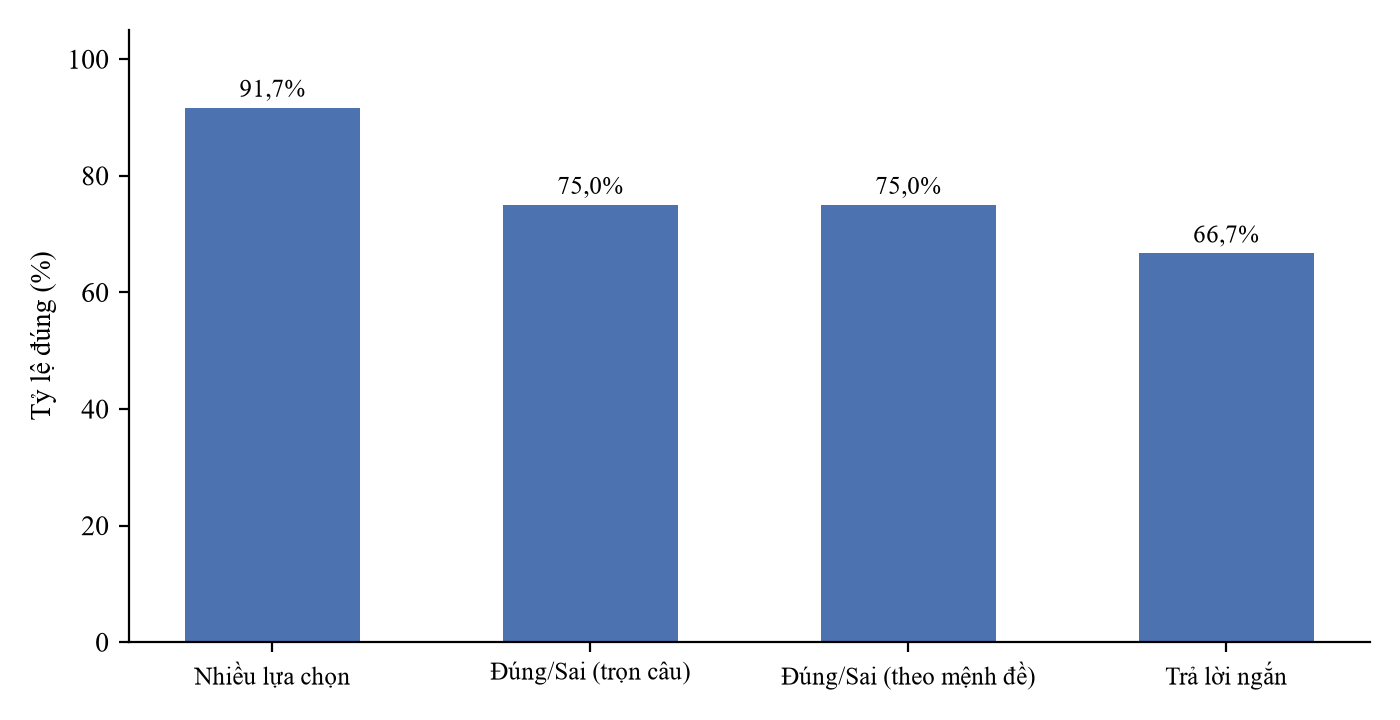 Tỷ lệ đúng (%)
100
80
60
40
20
0
91,7%
75,0%
75,0%
66,7%
Nhiều lựa chọn
Đúng/Sai (trọn câu)
Đúng/Sai (theo mệnh đề)
Trả lời ngắn